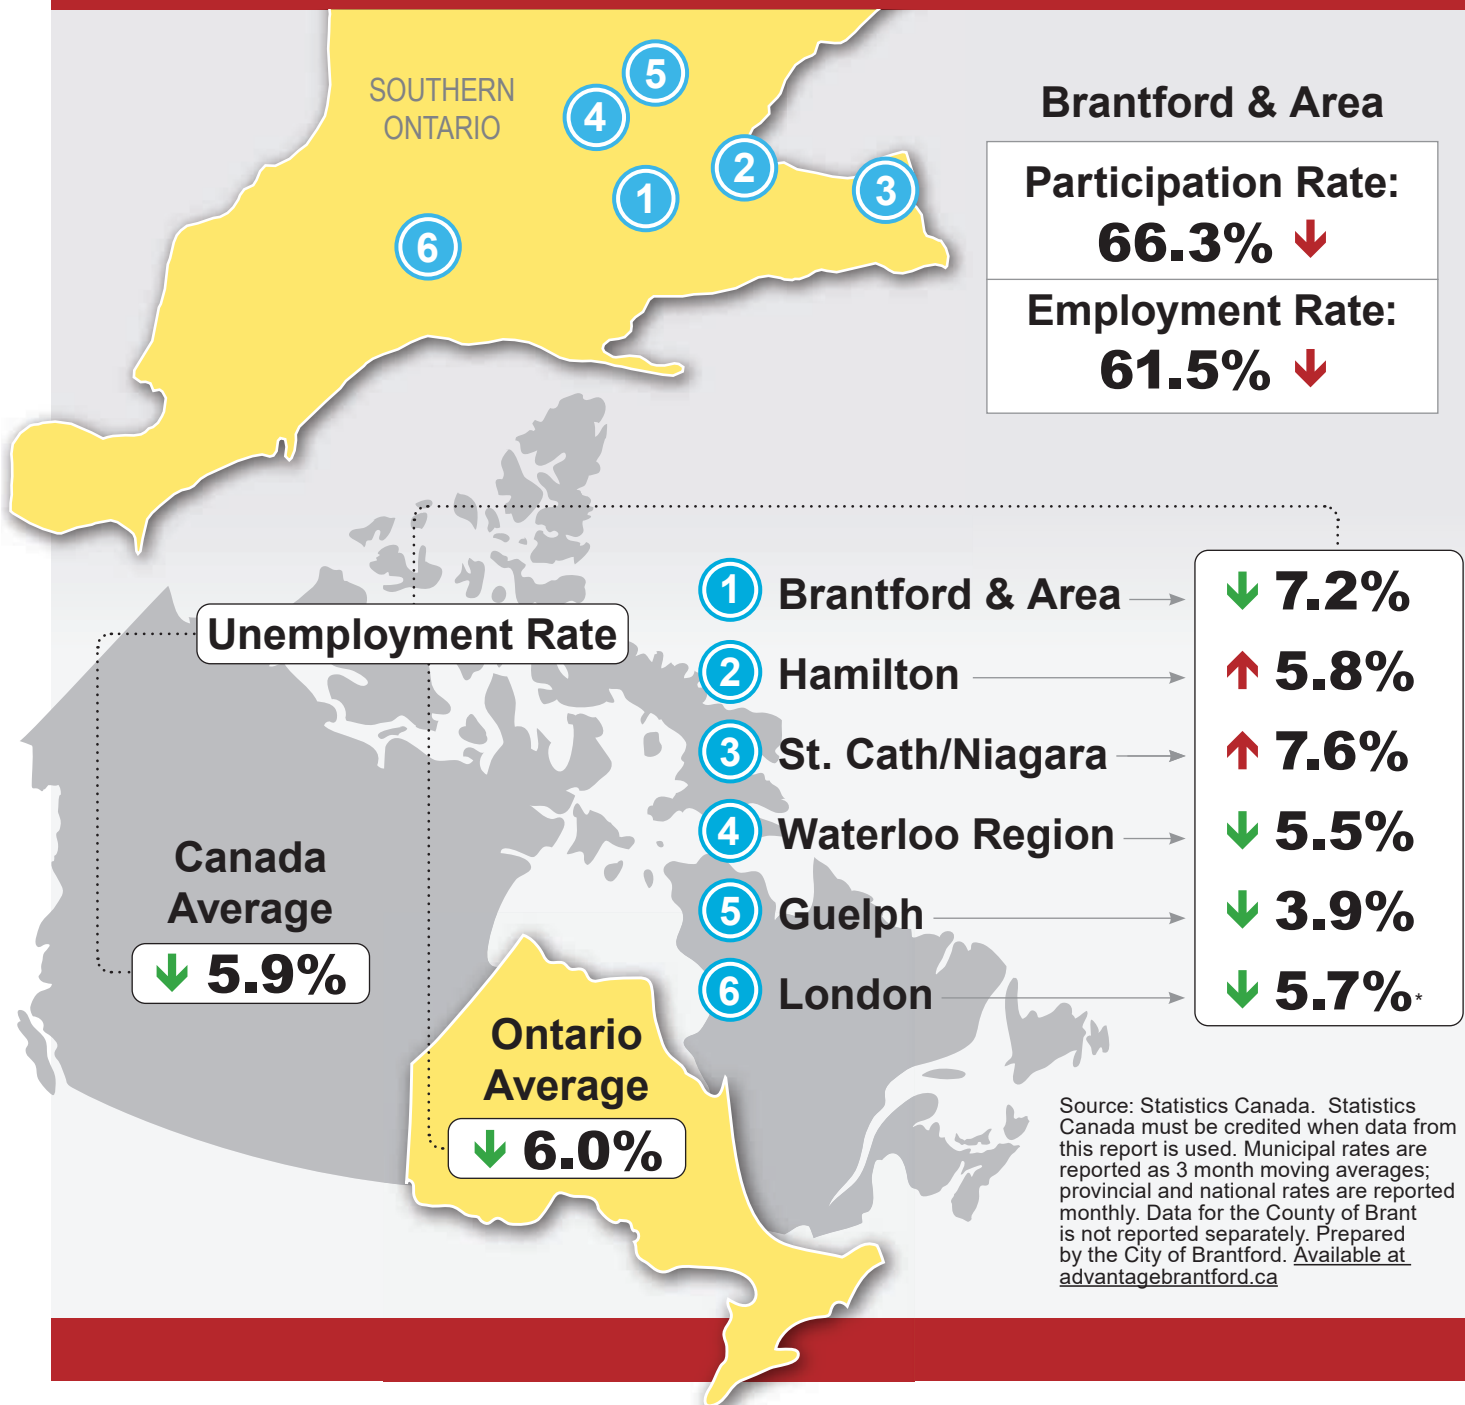 SOUTHERN
ONTARIO
5
4
2
3
1
6
Brantford & Area
Participation Rate:
66.3%
Employment Rate:
61.5%
Unemployment Rate
1 Brantford & Area 7.2%
2 Hamilton 5.8%
3 St. Cath/Niagara 7.6%
4 Waterloo Region 5.5%
5 Guelph 3.9%
6 London 5.7%*
Canada
Average
5.9%
Ontario
Average
6.0%
Source: Statistics Canada.  Statistics
Canada must be credited when data from
this report is used. Municipal rates are
reported as 3 month moving averages;
provincial and national rates are reported
monthly. Data for the County of Brant
is not reported separately. Prepared
by the City of Brantford. Available at
advantagebrantford.ca